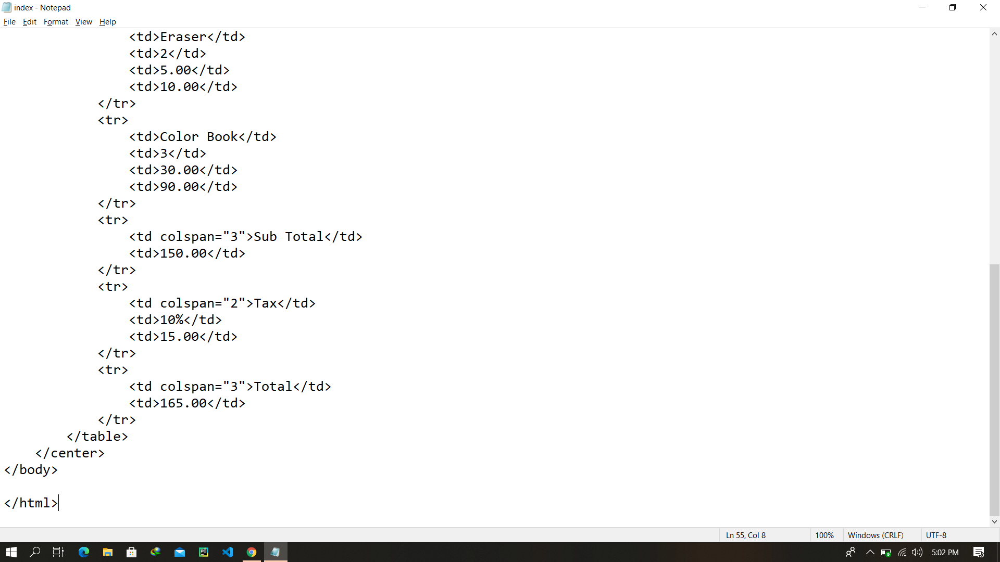 index - Notepad
File Edit Format View Help
<td>Eraser</td>
<td>2</td>
<td>5.00</td>
<td>10.00</td>
</tr>
<tr>
<td>Color Book</td>
<td>3</td>
<td>30.00</td>
<td>90.00</td>
</tr>
<tr>
<td colspan="3">Sub Total</td>
<td>150.00</td>
</tr>
<tr>
<td colspan="2">Tax</td>
<td>10%</td>
<td>15.00</td>
</tr>
<tr>
<td colspan="3">Total</td>
<td>165.00</td>
</tr>
</table>
</center>
</body>
</html>
Ln 55, Col 8 100% Windows (CRLF) UTF-8
PC 5:02 PM